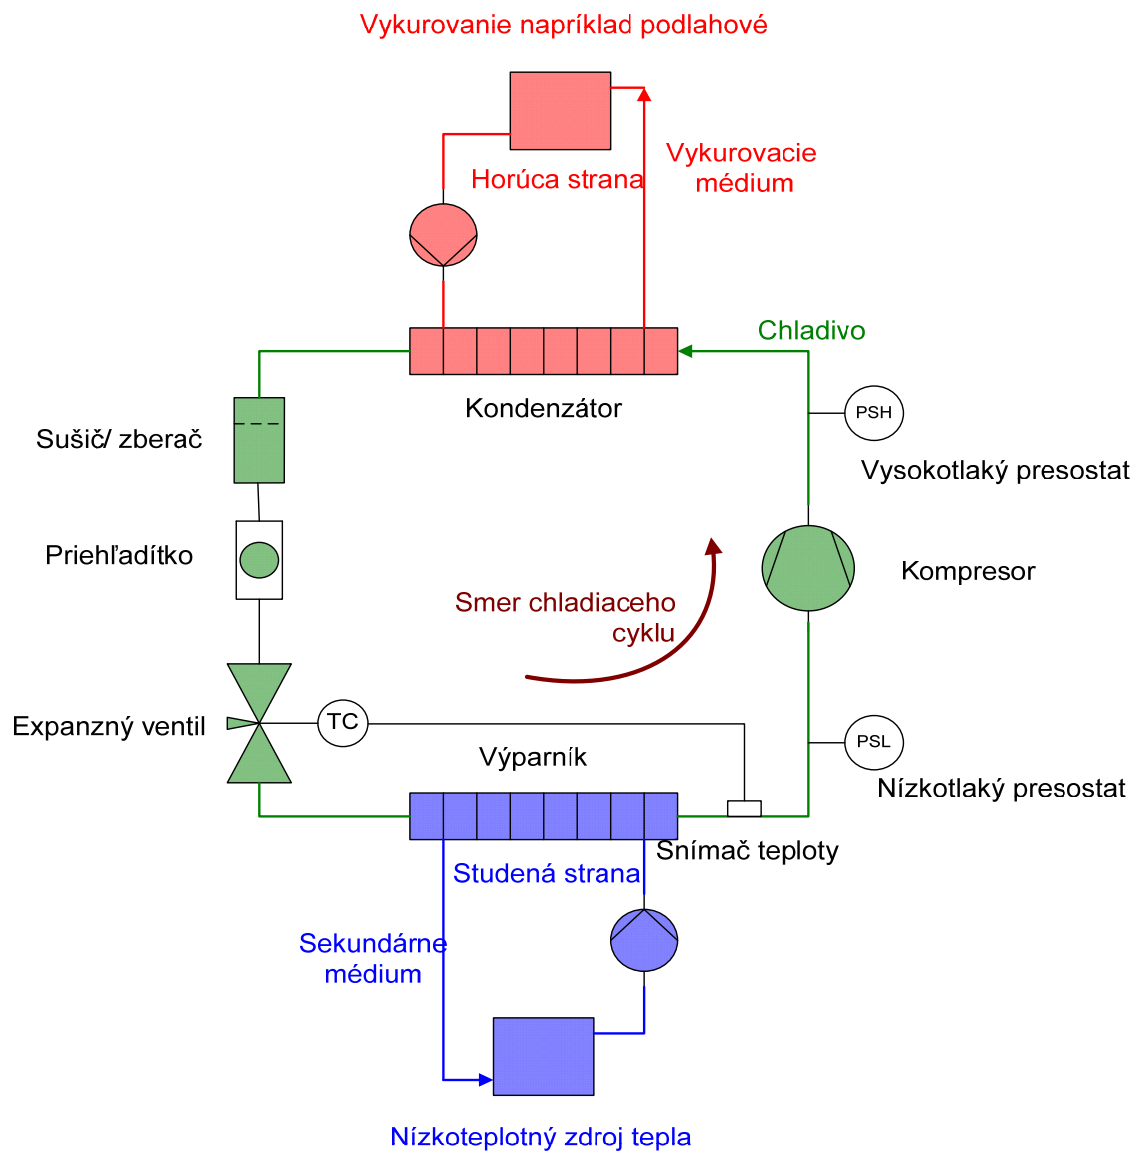 Vykurovanie napríklad podlahové
Vykurovacie
médium
Horúca strana
Chladivo
Kondenzátor
PSH
Sušič/ zberač
Vysokotlaký presostat
Priehľadítko
Kompresor
Smer chladiaceho
cyklu
Expanzný ventil
TC
PSL
Výparník
Nízkotlaký presostat
Snímač teploty
Studená strana
Sekundárne
médium
Nízkoteplotný zdroj tepla